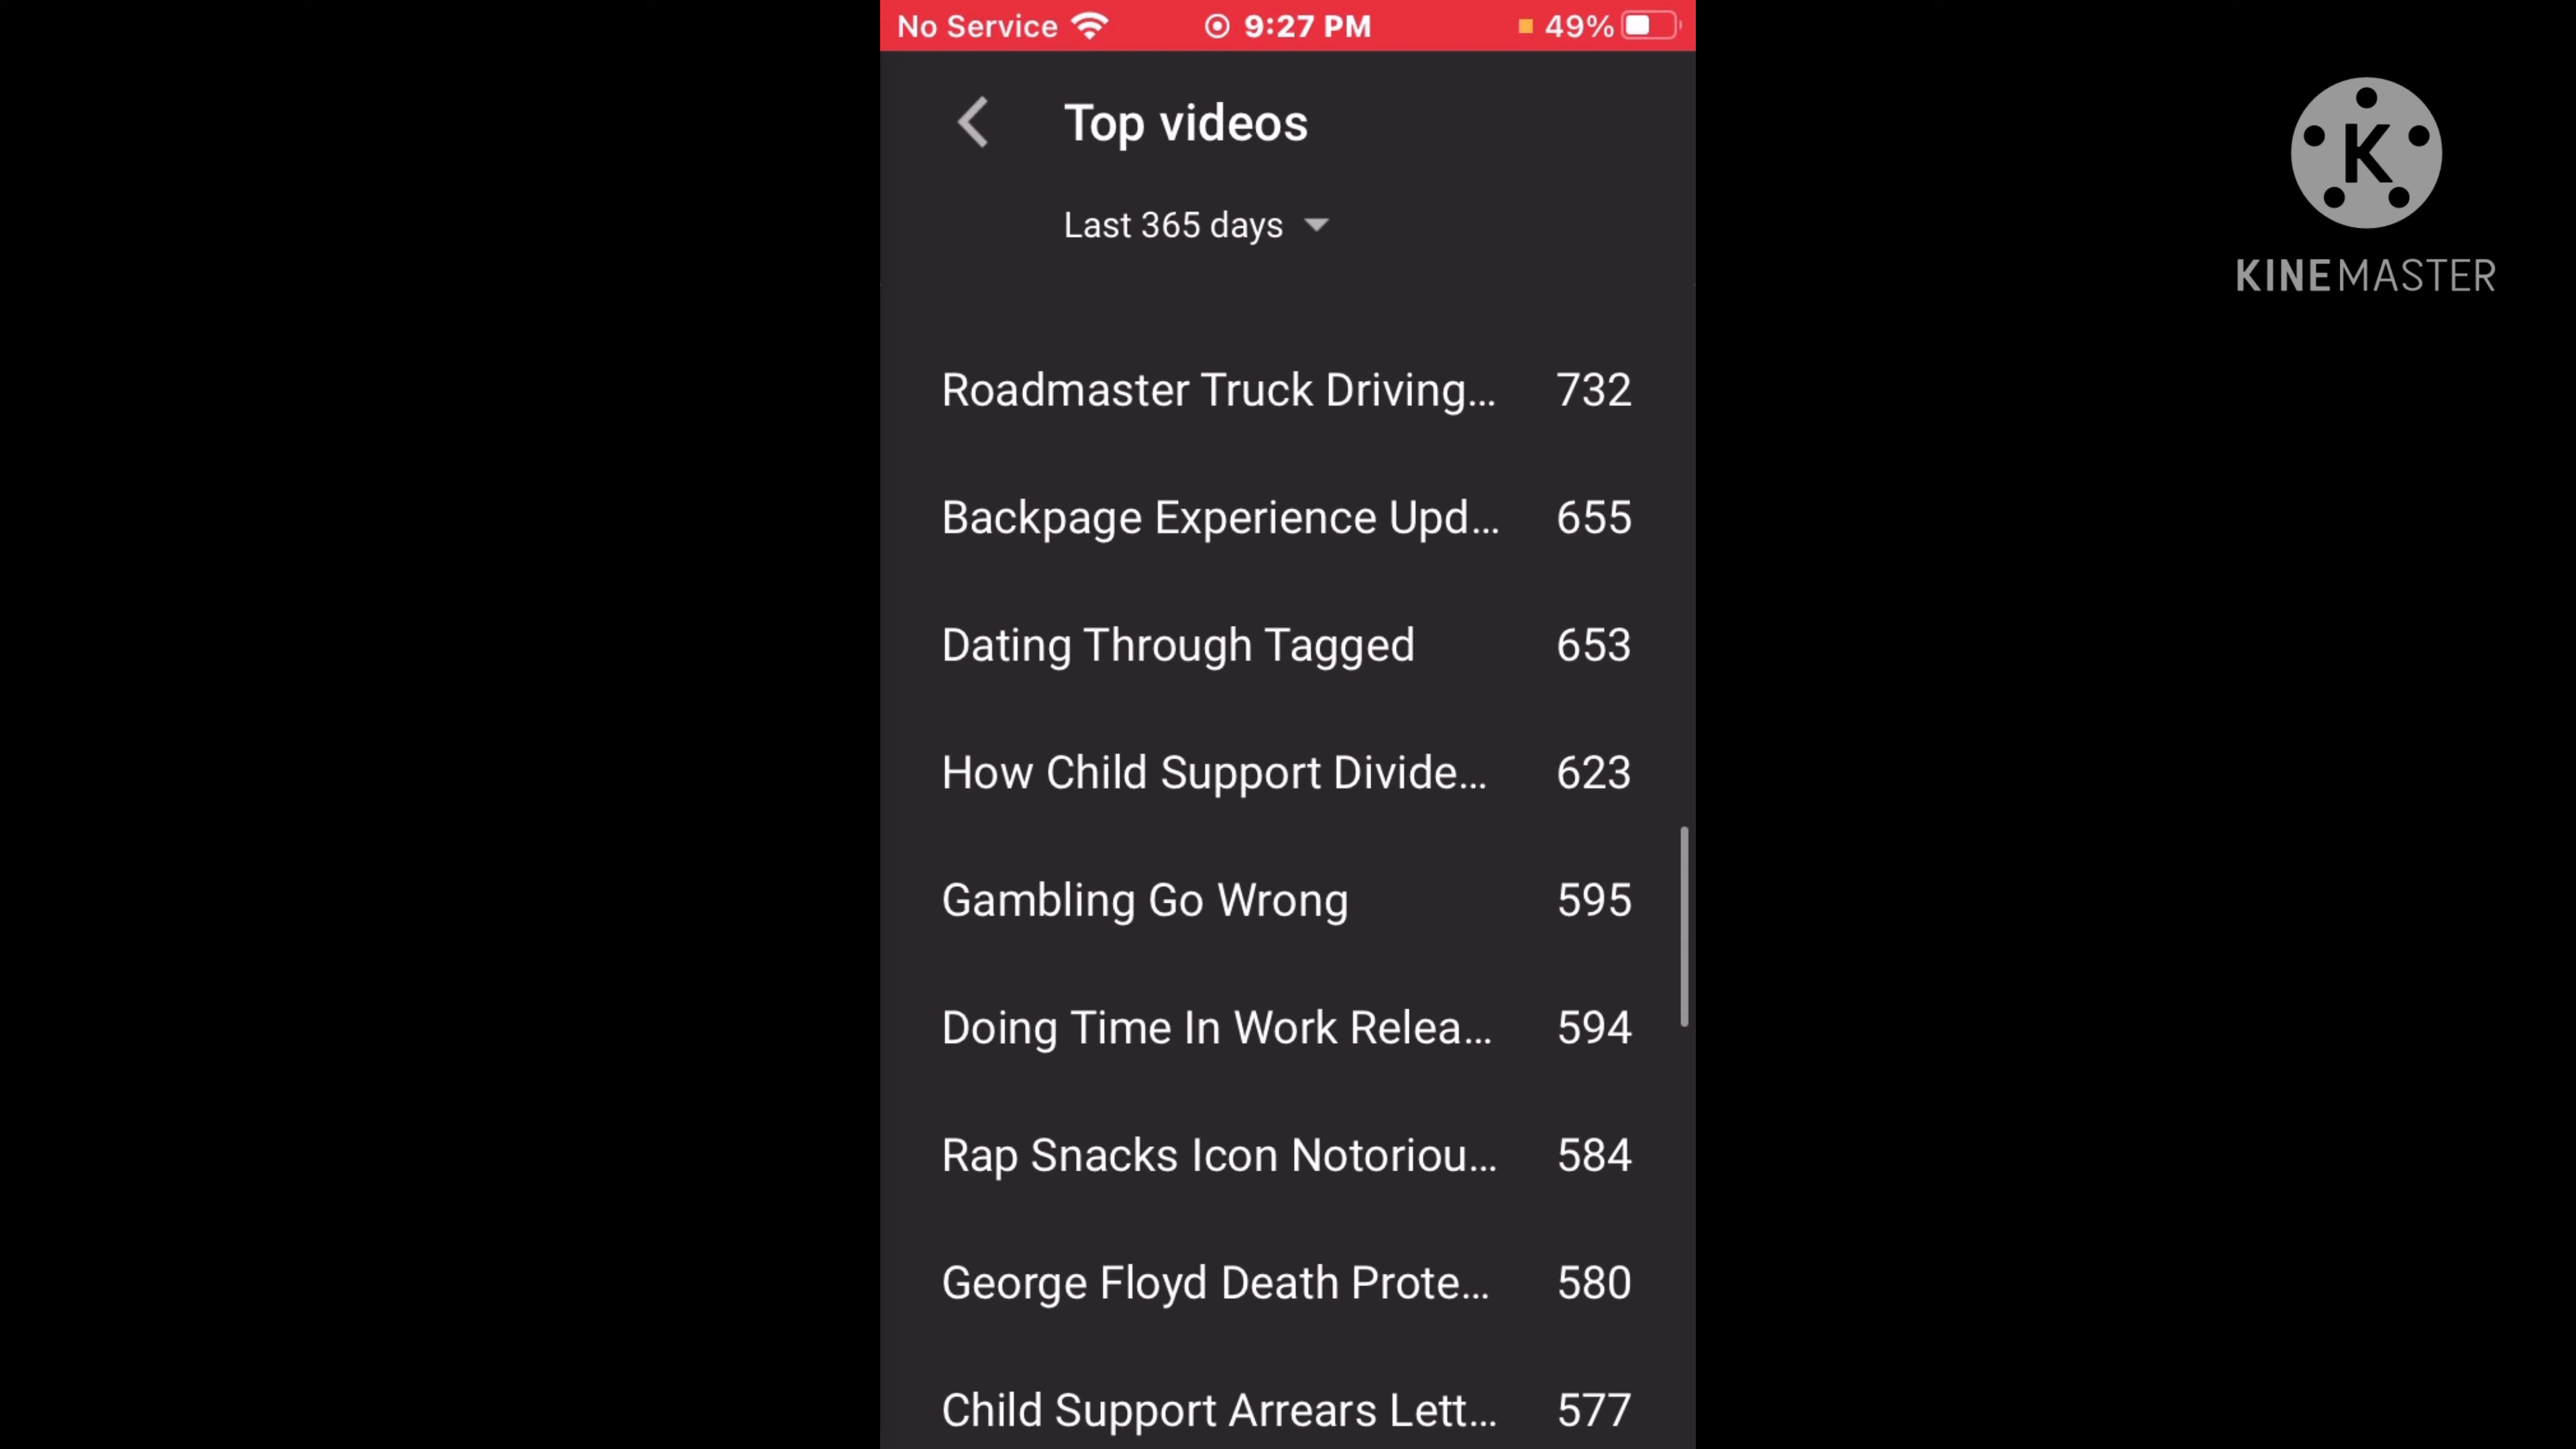 No Service 9:27 PM 49%
K
KINEMASTER
Top videos
Last 365 days
Roadmaster Truck Driving... 732
Backpage Experience Upd... 655
Dating Through Tagged 653
How Child Support Divide... 623
Gambling Go Wrong 595
Doing Time In Work Relea... 594
Rap Snacks Icon Notoriou... 584
George Floyd Death Prote... 580
Child Support Arrears Lett... 577